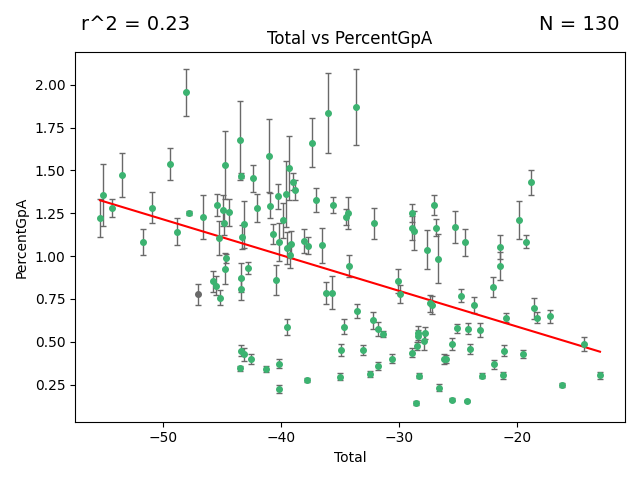 r^2 = 0.23
N = 130
Total vs PercentGpA
PercentGpA
2.00
1.75
1.50
1.25
1.00
0.75
0.50
0.25
−50
−40
−30
−20
Total